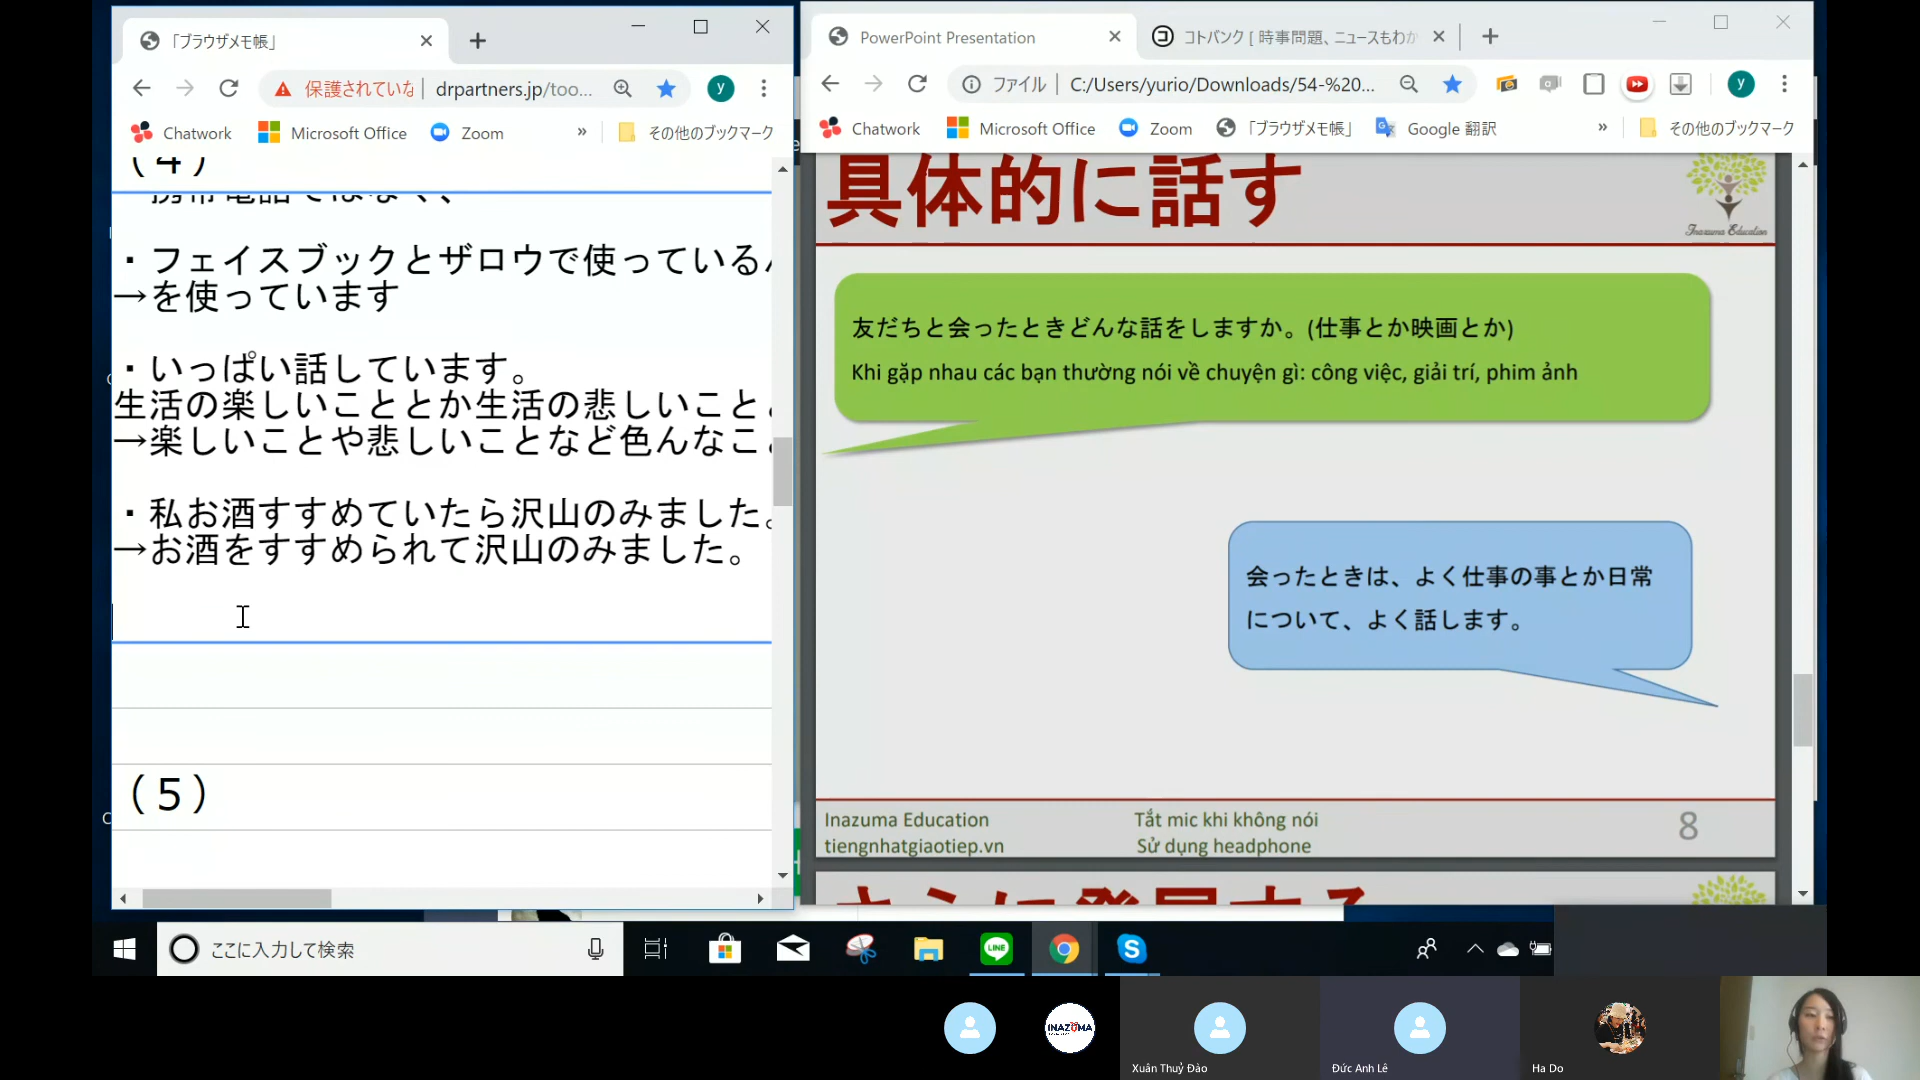 「ブラウザメモ帳」
保護されていな
drpartners.jp/too...
y
Chatwork
Microsoft Office
Zoom
»
その他のブックマーク
(4)
・フェイスブックとザロウで使っている
→を使っています
・いっぱい話しています。
生活の楽しいこととか生活の悲しいこと
→楽しいことや悲しいことなど色んなこ
・私お酒すすめていたら沢山のみました。
→お酒をすすめられて沢山のみました。
(5)
PowerPoint Presentation
コトバンク [ 時事問題、ニュースもわか
ファイル
C:/Users/yurio/Downloads/54-%20...
y
Chatwork
Microsoft Office
Zoom
「ブラウザメモ帳」
Google 翻訳
»
その他のブックマーク
具体的に話す
Inazuma Education
友だちと会ったときどんな話をしますか。(仕事とか映画とか)
Khi gặp nhau các bạn thường nói về chuyện gì: công việc, giải trí, phim ảnh
会ったときは、よく仕事の事とか日常
について、よく話します。
Inazuma Education
tiengnhatgiaotiep.vn
Tắt mic khi không nói
Sử dụng headphone
8
ここに入力して検索
LINE
INAZUMA
Xuân Thuỷ Đào
Đức Anh Lê
Ha Do